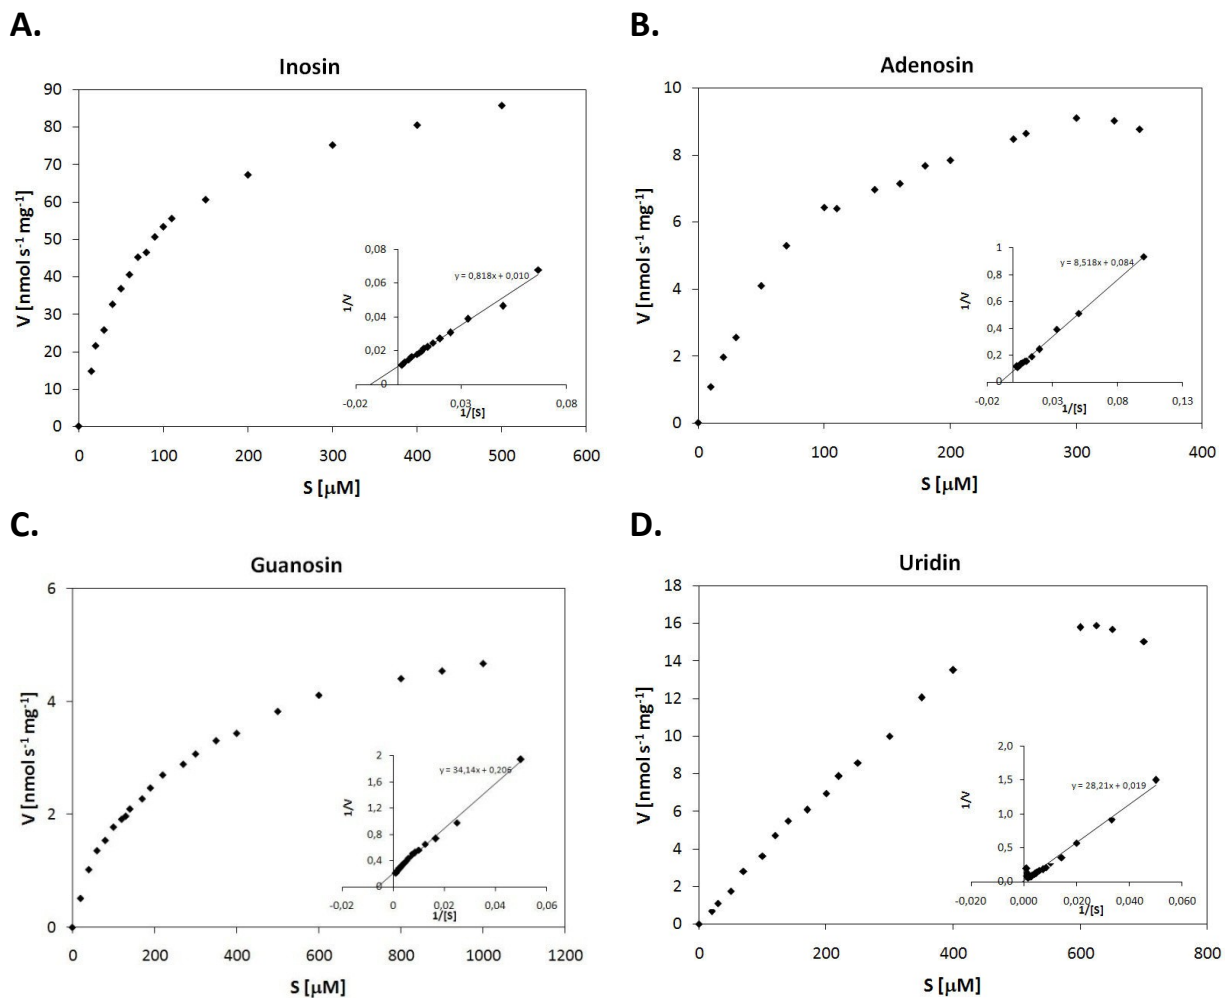 A.
Inosin
90
80
70
60
50
40
30
20
10
0
V [nmol s⁻¹ mg⁻¹]
0 100 200 300 400 500 600
S [µM]
0,08
0,06
0,04
0,02
0
1/V
y = 0,818x + 0,010
-0,02 0,03 0,08
1/[S]
B.
Adenosin
10
8
6
4
2
0
V [nmol s⁻¹ mg⁻¹]
0 100 200 300 400
S [µM]
1
0,8
0,6
0,4
0,2
0
1/V
y = 8,518x + 0,084
-0,02 0,03 0,08 0,13
1/[S]
C.
Guanosin
6
4
2
0
V [nmol s⁻¹ mg⁻¹]
0 200 400 600 800 1000 1200
S [µM]
2
1,6
1,2
0,8
0,4
0
1/V
y = 34,14x + 0,206
-0,02 0 0,02 0,04 0,06
1/[S]
D.
Uridin
18
16
14
12
10
8
6
4
2
0
V [nmol s⁻¹ mg⁻¹]
0 200 400 600 800
S [µM]
2,0
1,5
1,0
0,5
0,0
1/V
y = 28,21x + 0,019
-0,020 0,000 0,020 0,040 0,060
1/[S]